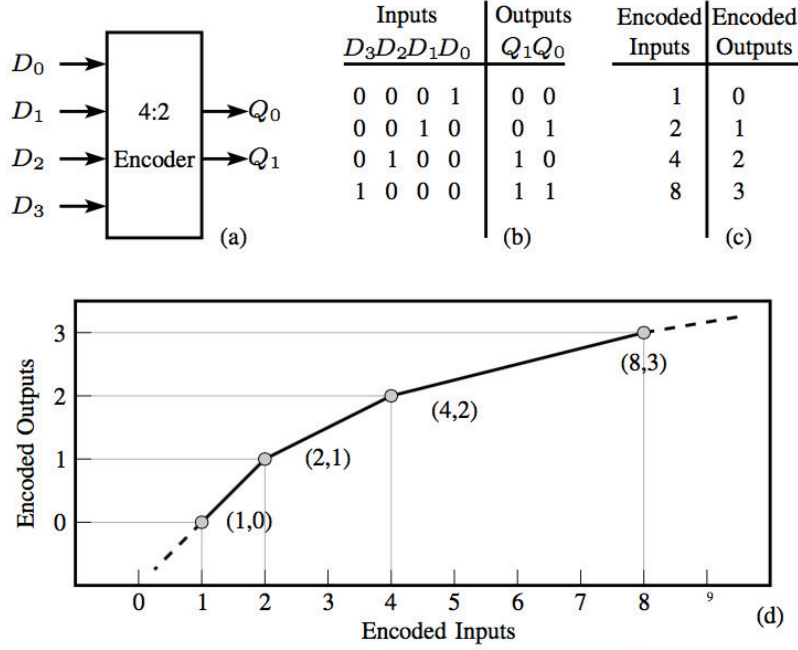 D0
D1
D2
D3
4:2
Encoder
Q0
Q1
(a)
Inputs Outputs
D3D2D1D0 Q1Q0
0 0 0 1 0 0
0 0 1 0 0 1
0 1 0 0 1 0
1 0 0 0 1 1
(b)
Encoded Encoded
Inputs Outputs
1 0
2 1
4 2
8 3
(c)
Encoded Outputs
3
2
1
0
(8,3)
(4,2)
(2,1)
(1,0)
0 1 2 3 4 5 6 7 8 9
Encoded Inputs
(d)